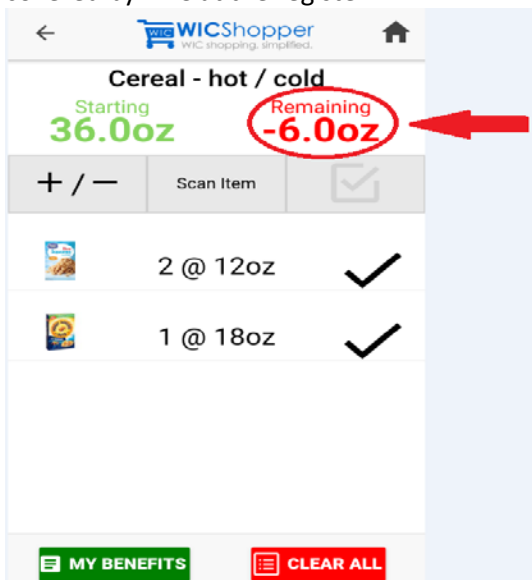 WIC WICShopper
WIC shopping. simplified.
Cereal - hot / cold
Starting Remaining
36.0oz -6.0oz
+ / − Scan Item
2 @ 12oz
1 @ 18oz
MY BENEFITS CLEAR ALL